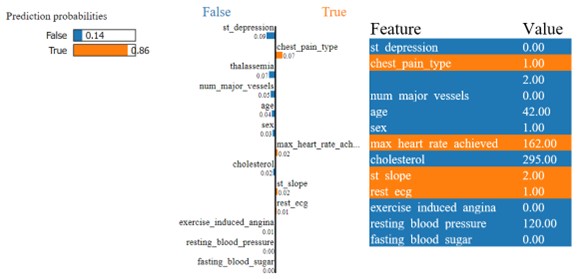 Prediction probabilities
False 0.14
True 0.86
False True
st_depression
0.09
chest_pain_type
0.07
thalassemia
0.07
num_major_vessels
0.05
age
0.04
sex
0.03
max_heart_rate_ach...
0.02
cholesterol
0.02
st_slope
0.02
rest_ecg
0.01
exercise_induced_angina
0.01
resting_blood_pressure
0.00
fasting_blood_sugar
0.00
Feature Value
st depression 0.00
chest pain type 1.00
2.00
num major vessels 0.00
age 42.00
sex 1.00
max heart rate achieved 162.00
cholesterol 295.00
st slope 2.00
rest ecg 1.00
exercise induced angina 0.00
resting blood pressure 120.00
fasting blood sugar 0.00